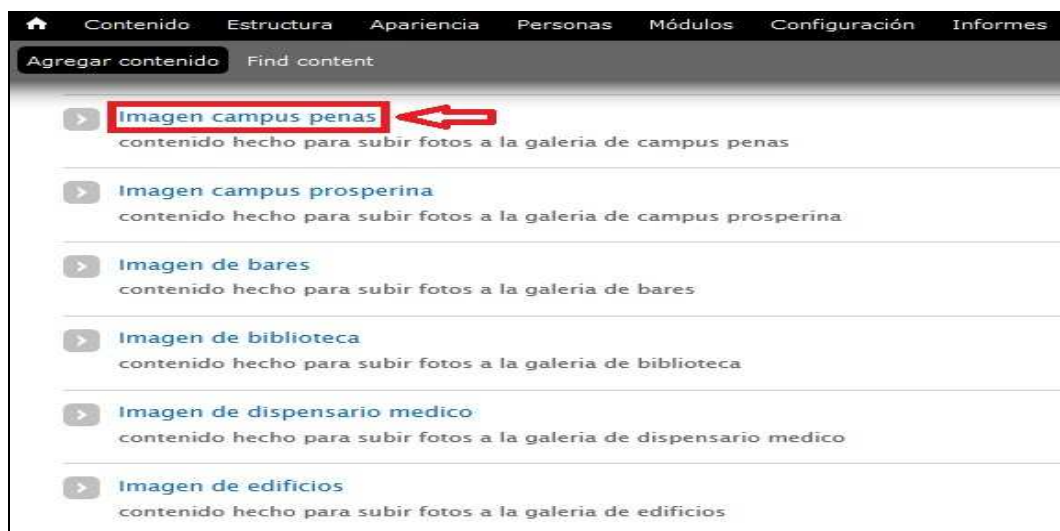 Contenido Estructura Apariencia Personas Módulos Configuración Informes
Agregar contenido Find content
Imagen campus penas
contenido hecho para subir fotos a la galeria de campus penas
Imagen campus prosperina
contenido hecho para subir fotos a la galeria de campus prosperina
Imagen de bares
contenido hecho para subir fotos a la galeria de bares
Imagen de biblioteca
contenido hecho para subir fotos a la galeria de biblioteca
Imagen de dispensario medico
contenido hecho para subir fotos a la galeria de dispensario medico
Imagen de edificios
contenido hecho para subir fotos a la galeria de edificios